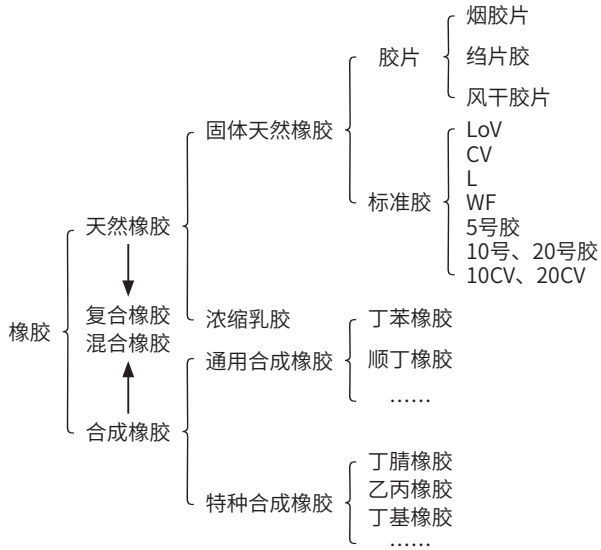 烟胶片
胶片
绉片胶
风干胶片
固体天然橡胶
LoV
CV
L
标准胶
WF
5号胶
10号、20号胶
10CV、20CV
天然橡胶
复合橡胶
混合橡胶
橡胶
浓缩乳胶
丁苯橡胶
通用合成橡胶
顺丁橡胶
……
合成橡胶
丁腈橡胶
特种合成橡胶
乙丙橡胶
丁基橡胶
……